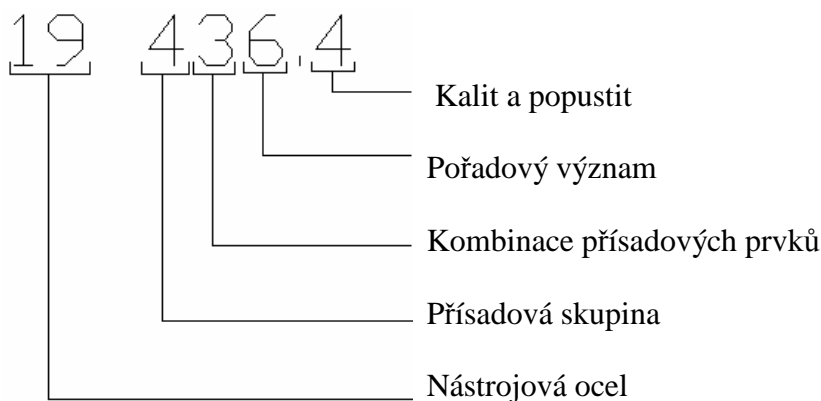 19 436.4
Kalit a popustit
Pořadový význam
Kombinace přísadových prvků
Přísadová skupina
Nástrojová ocel